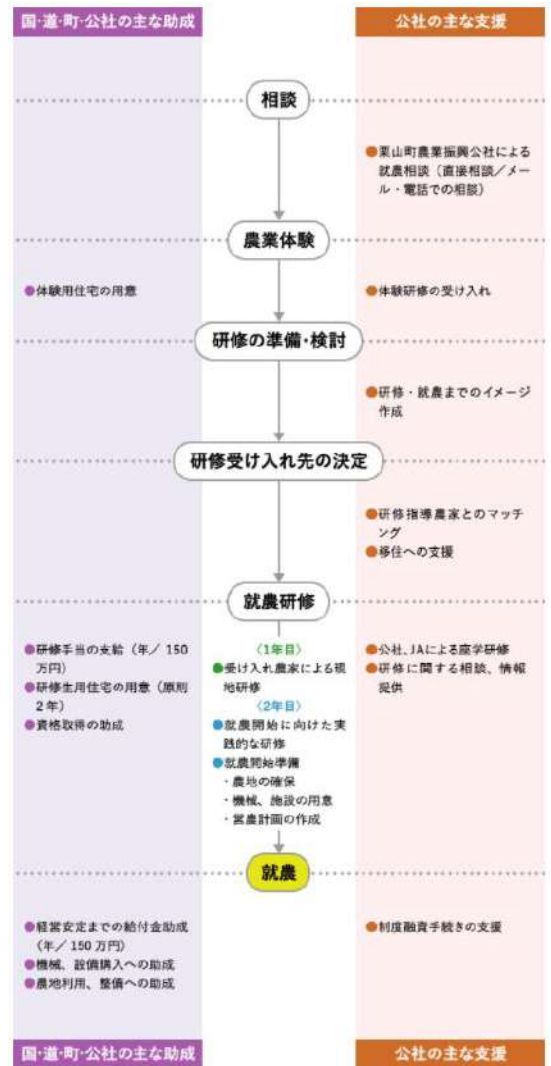 国・道・町・公社の主な助成
公社の主な支援
相談
●栗山町農業振興公社による
就農相談（直接相談／メー
ル・電話での相談）
農業体験
●体験用住宅の用意
●体験研修の受け入れ
研修の準備・検討
●研修・就農までのイメージ
作成
研修受け入れ先の決定
●研修指導農家とのマッチ
ング
●移住への支援
就農研修
●研修手当の支給（年／150
万円）
●研修生用住宅の用意（原則
2年）
●資格取得の助成
〈1年目〉
●受け入れ農家による現
地研修
〈2年目〉
●就農開始に向けた実
践的な研修
●就農開始準備
・農地の確保
・機械、施設の用意
・営農計画の作成
●公社、JAによる座学研修
●研修に関する相談、情報
提供
就農
●経営安定までの給付金助成
（年／150万円）
●機械、設備購入への助成
●農地利用、整備への助成
●制度融資手続きの支援
国・道・町・公社の主な助成
公社の主な支援